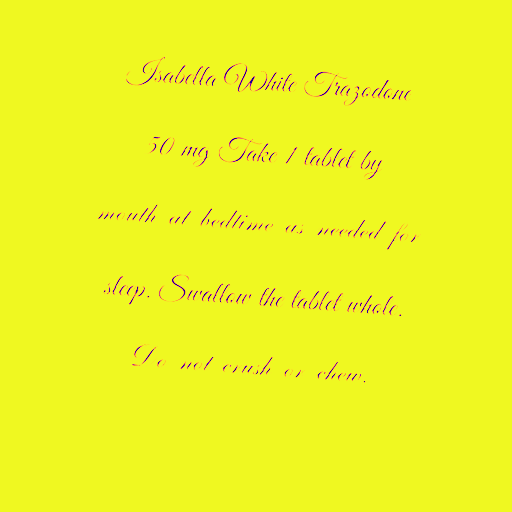 Isabella White Trazodone
50 mg Take 1 tablet by
mouth at bedtime as needed for
sleep. Swallow the tablet whole.
Do not crush or chew.